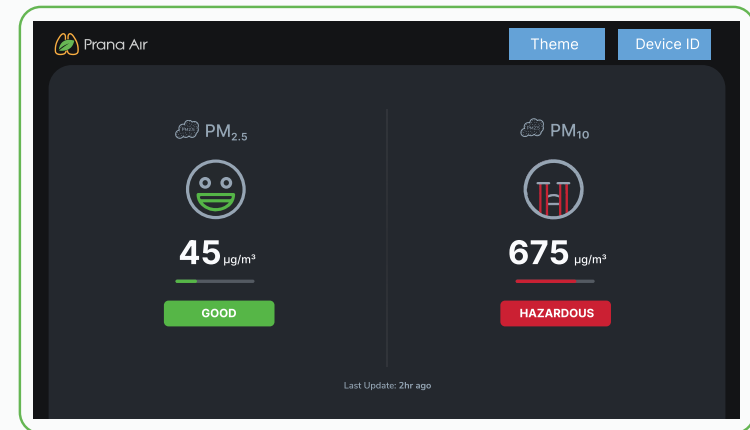 Prana Air
Theme
Device ID
PM2.5
PM10
45 µg/m³
675 µg/m³
GOOD
HAZARDOUS
Last Update: 2hr ago